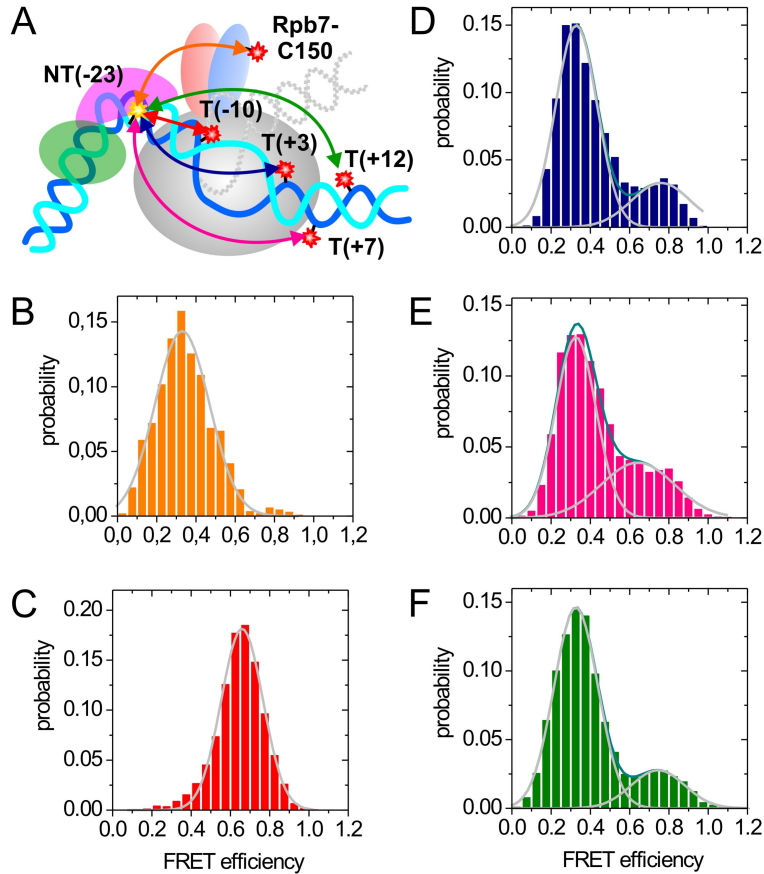 A
Rpb7-
C150
NT(-23)
T(-10)
T(+3)
T(+12)
T(+7)
B
probability
0,15
0,10
0,05
0,00
0,0 0,2 0,4 0,6 0,8 1,0 1,2
C
probability
0.20
0.15
0.10
0.05
0.00
0.0 0.2 0.4 0.6 0.8 1.0 1.2
FRET efficiency
D
probability
0.15
0.10
0.05
0.00
0.0 0.2 0.4 0.6 0.8 1.0 1.2
E
probability
0.15
0.10
0.05
0.00
0.0 0.2 0.4 0.6 0.8 1.0 1.2
F
probability
0.15
0.10
0.05
0.00
0.0 0.2 0.4 0.6 0.8 1.0 1.2
FRET efficiency